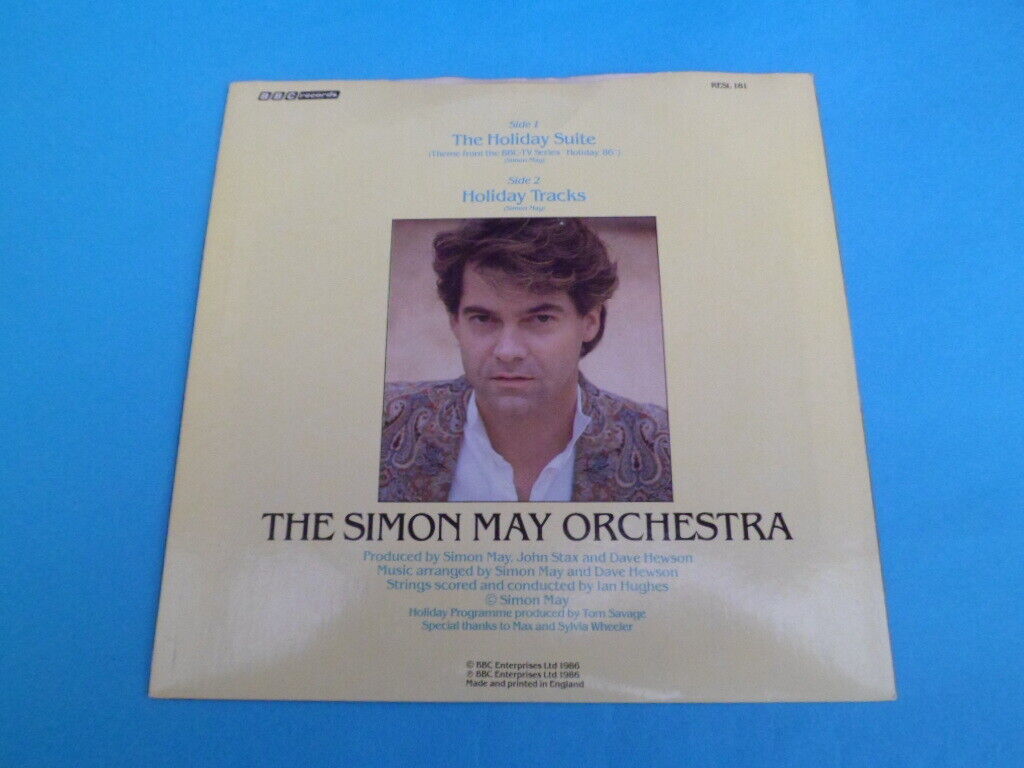 BBC records
RESL 181
Side 1
The Holiday Suite
(Theme from the BBC-TV Series "Holiday 86")
(Simon May)
Side 2
Holiday Tracks
(Simon May)
THE SIMON MAY ORCHESTRA
Produced by Simon May, John Stax and Dave Hewson
Music arranged by Simon May and Dave Hewson
Strings scored and conducted by Ian Hughes
© Simon May
Holiday Programme produced by Tom Savage
Special thanks to Max and Sylvia Wheeler
© BBC Enterprises Ltd 1986
℗ BBC Enterprises Ltd 1986
Made and printed in England